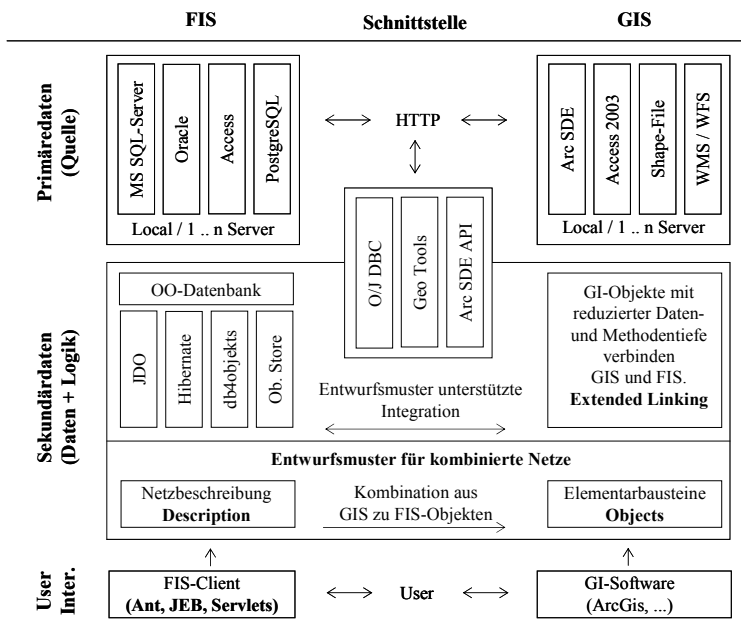 FIS
Schnittstelle
GIS
Primäredaten
(Quelle)
MS SQL-Server
Oracle
Access
PostgreSQL
Local / 1 .. n Server
HTTP
Arc SDE
Access 2003
Shape-File
WMS / WFS
Local / 1 .. n Server
O/J DBC
Geo Tools
Arc SDE API
Sekundärdaten
(Daten + Logik)
OO-Datenbank
JDO
Hibernate
db4objekts
Ob. Store
Entwurfsmuster unterstützte
Integration
GI-Objekte mit
reduzierter Daten-
und Methodentiefe
verbinden
GIS und FIS.
Extended Linking
Entwurfsmuster für kombinierte Netze
Netzbeschreibung
Description
Kombination aus
GIS zu FIS-Objekten
Elementarbausteine
Objects
User
Inter.
FIS-Client
(Ant, JEB, Servlets)
User
GI-Software
(ArcGis, ...)